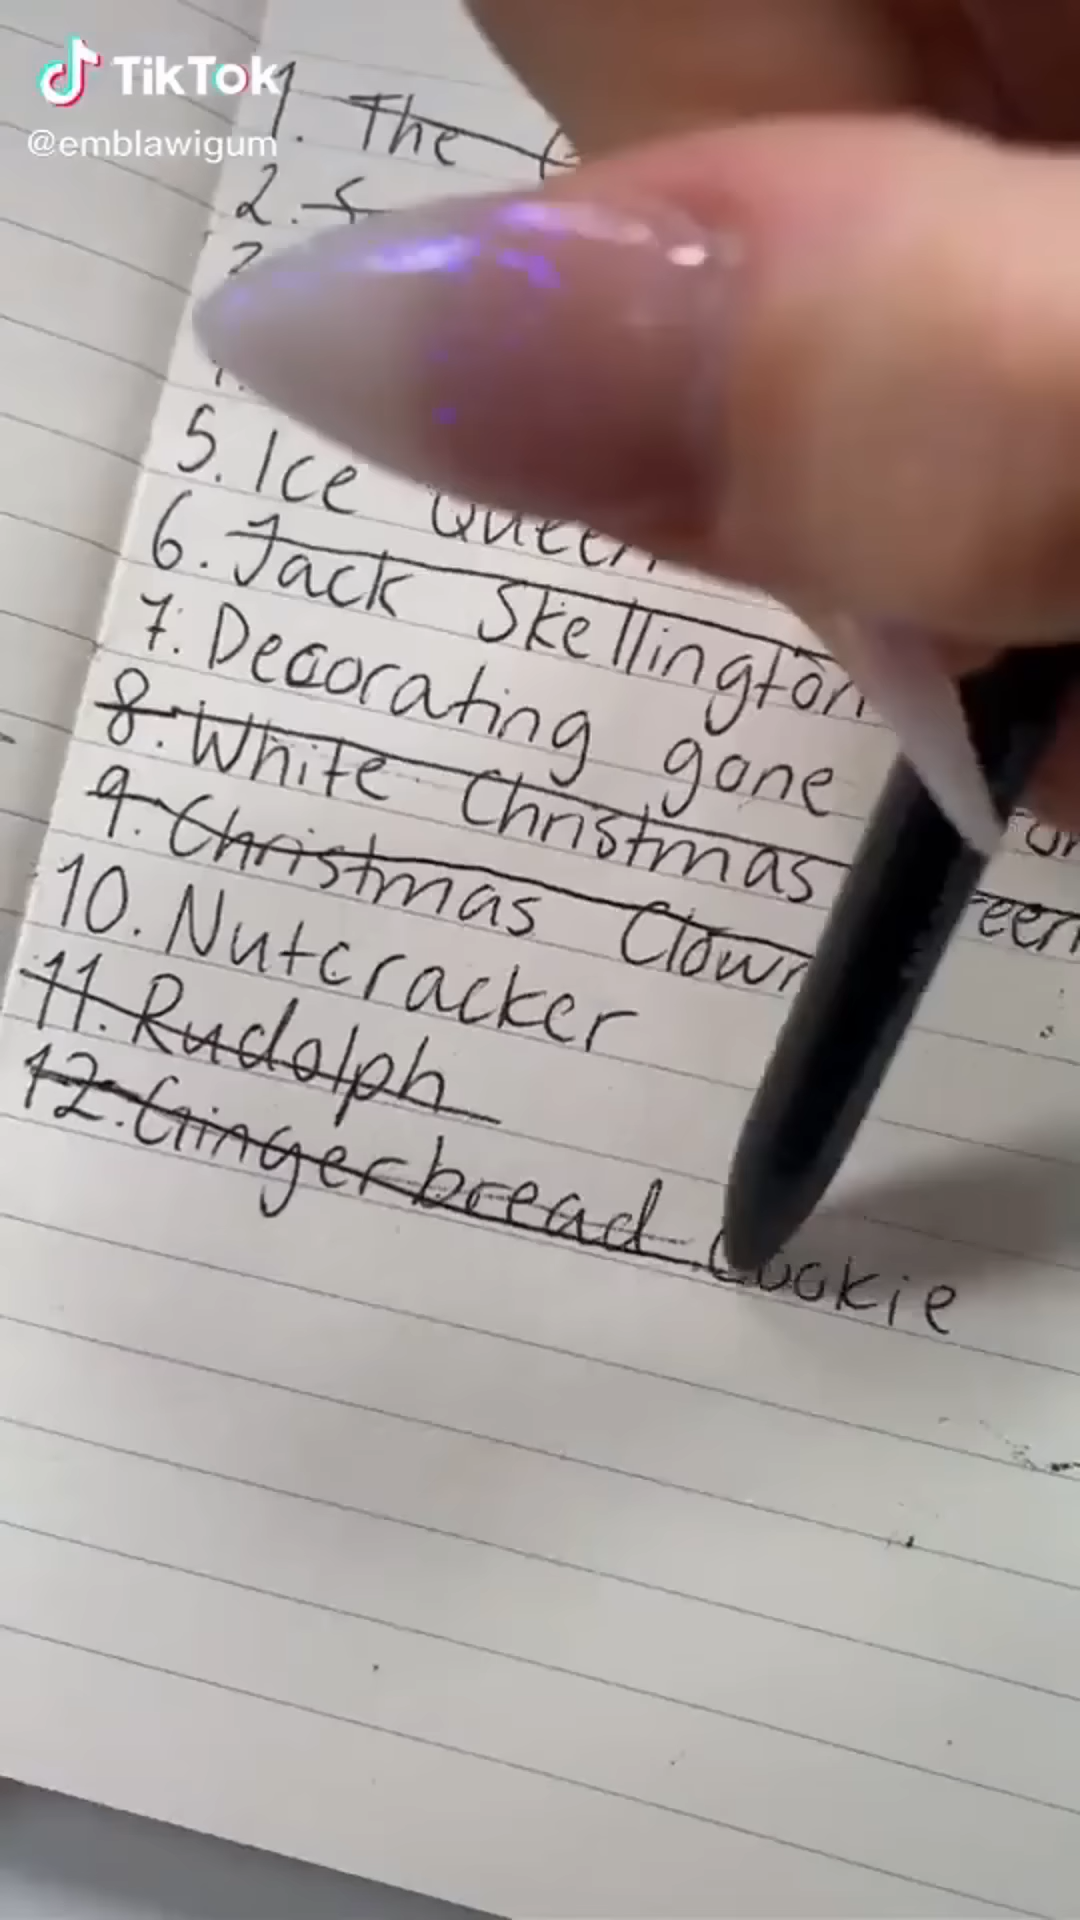 TikTok
@emblawigum
1. The
2. S
5. Ice Queen
6. Jack Skellington
7. Decorating gone
8. White Christmas
9. Christmas Clown
10. Nutcracker
11. Rudolph
12. Gingerbread Cookie